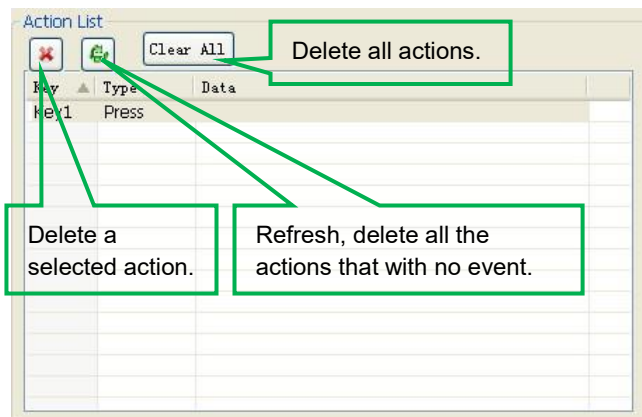 Action List
Clear All
Delete all actions.
Key Type Data
Key1 Press
Delete a
selected action.
Refresh, delete all the
actions that with no event.